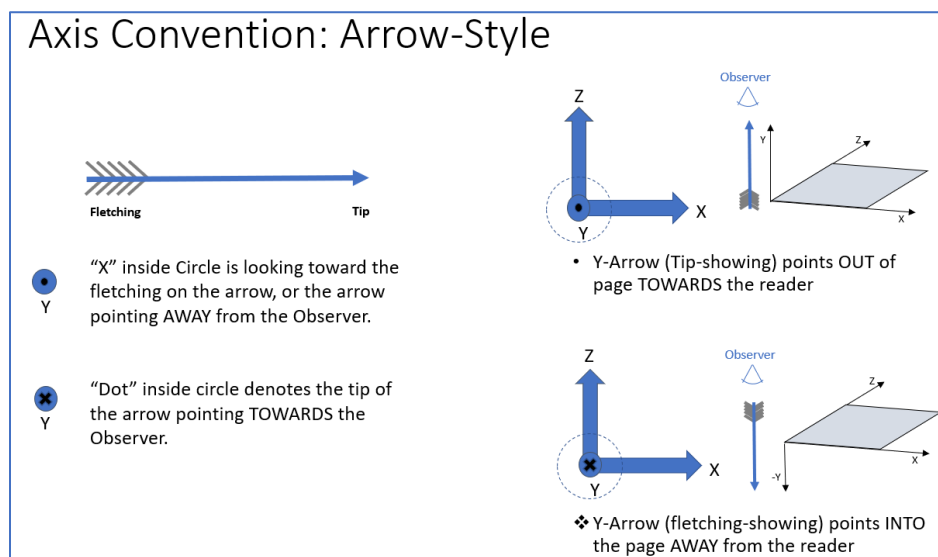 Axis Convention: Arrow-Style
Fletching
Tip
Y
“X” inside Circle is looking toward the
fletching on the arrow, or the arrow
pointing AWAY from the Observer.
Y
“Dot” inside circle denotes the tip of
the arrow pointing TOWARDS the
Observer.
Z
X
Y
Observer
Y
Z
X
• Y-Arrow (Tip-showing) points OUT of
page TOWARDS the reader
Z
X
Y
Observer
Z
X
-Y
❖ Y-Arrow (fletching-showing) points INTO
the page AWAY from the reader